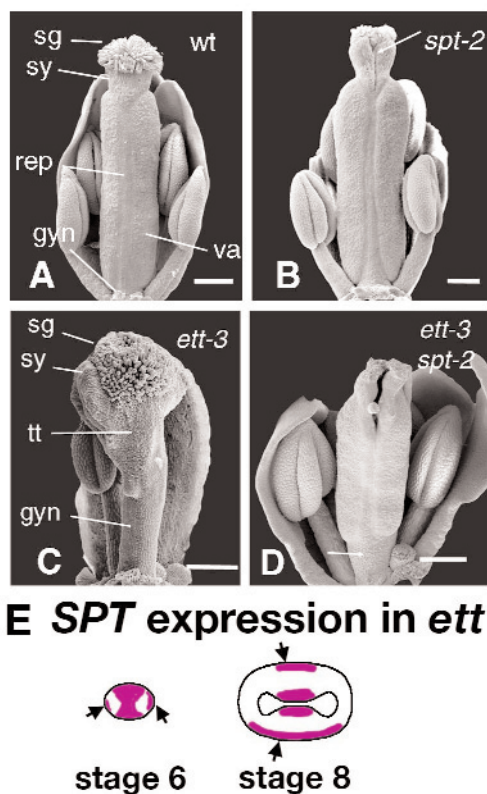 sg
wt
sy
rep
gyn
va
A
spt-2
B
sg
ett-3
sy
tt
gyn
C
ett-3
spt-2
D
E SPT expression in ett
stage 6
stage 8